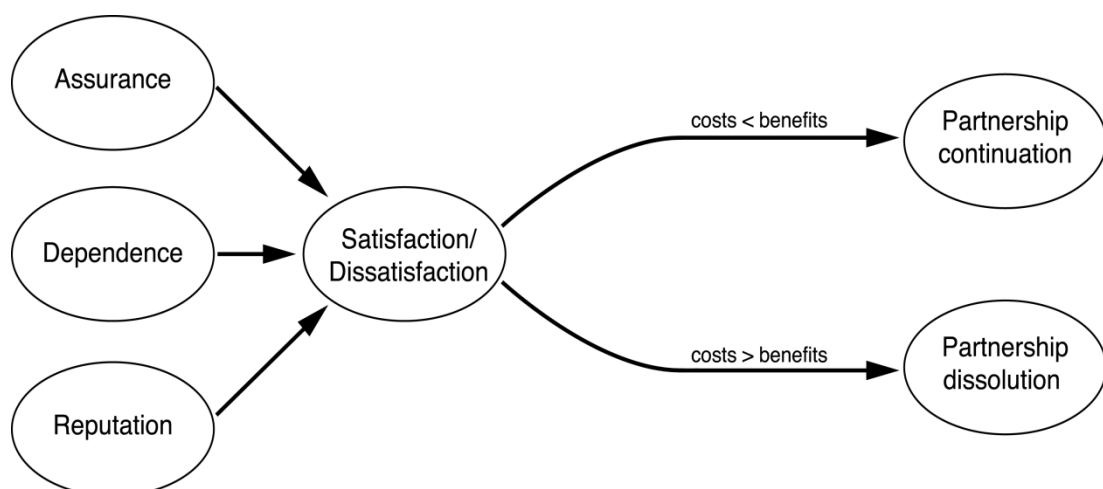 Assurance
Dependence
Reputation
Satisfaction/
Dissatisfaction
costs < benefits
costs > benefits
Partnership
continuation
Partnership
dissolution